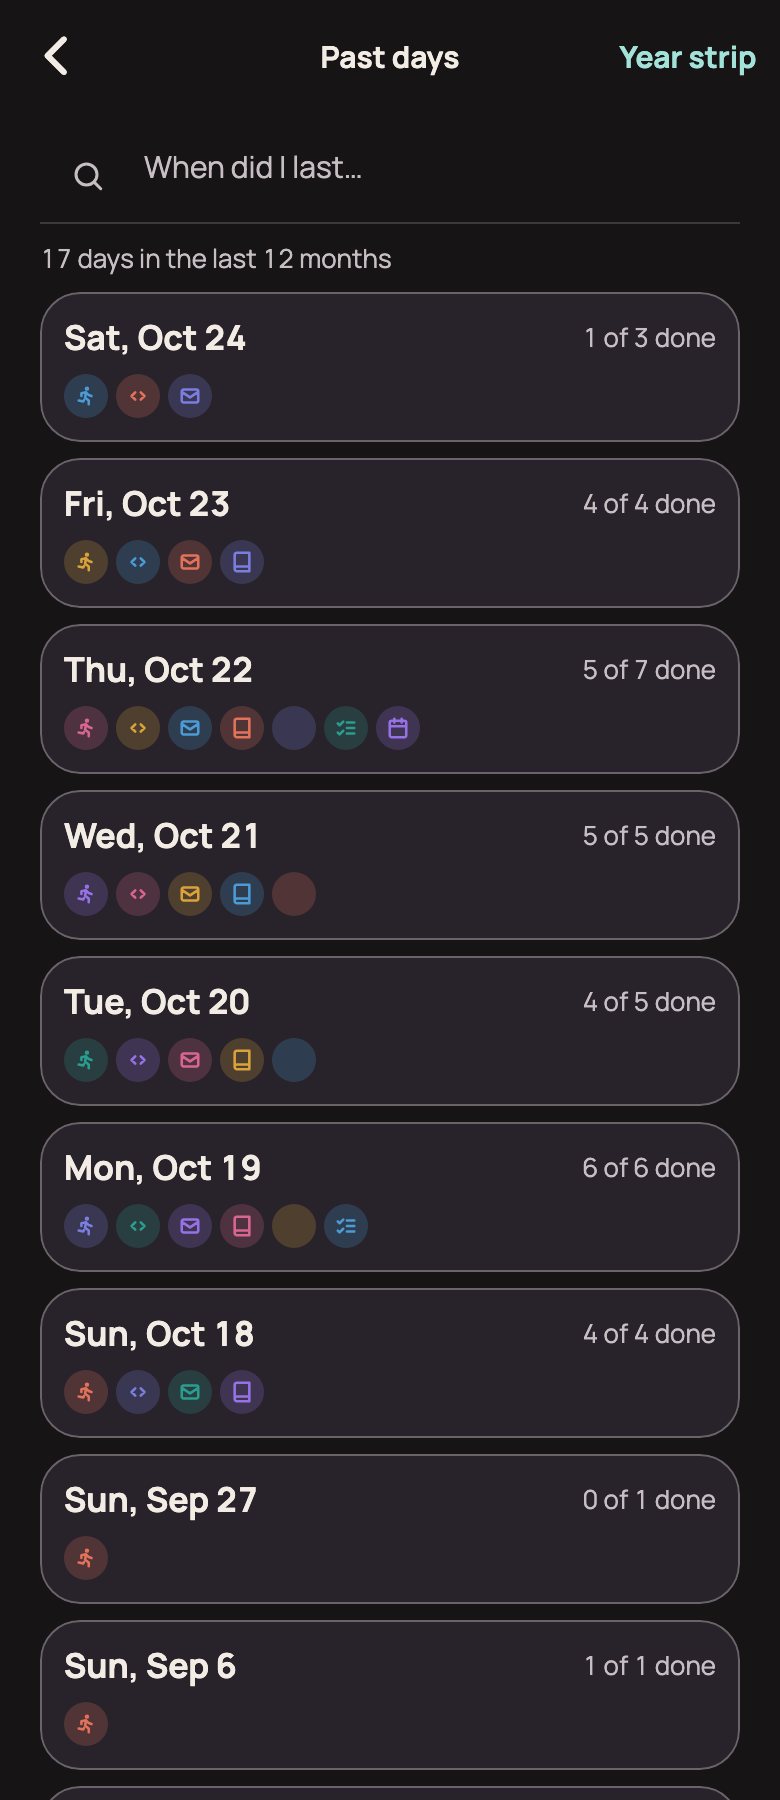 Past days
Year strip
When did I last...
17 days in the last 12 months
Sat, Oct 24
1 of 3 done
Fri, Oct 23
4 of 4 done
Thu, Oct 22
5 of 7 done
Wed, Oct 21
5 of 5 done
Tue, Oct 20
4 of 5 done
Mon, Oct 19
6 of 6 done
Sun, Oct 18
4 of 4 done
Sun, Sep 27
0 of 1 done
Sun, Sep 6
1 of 1 done